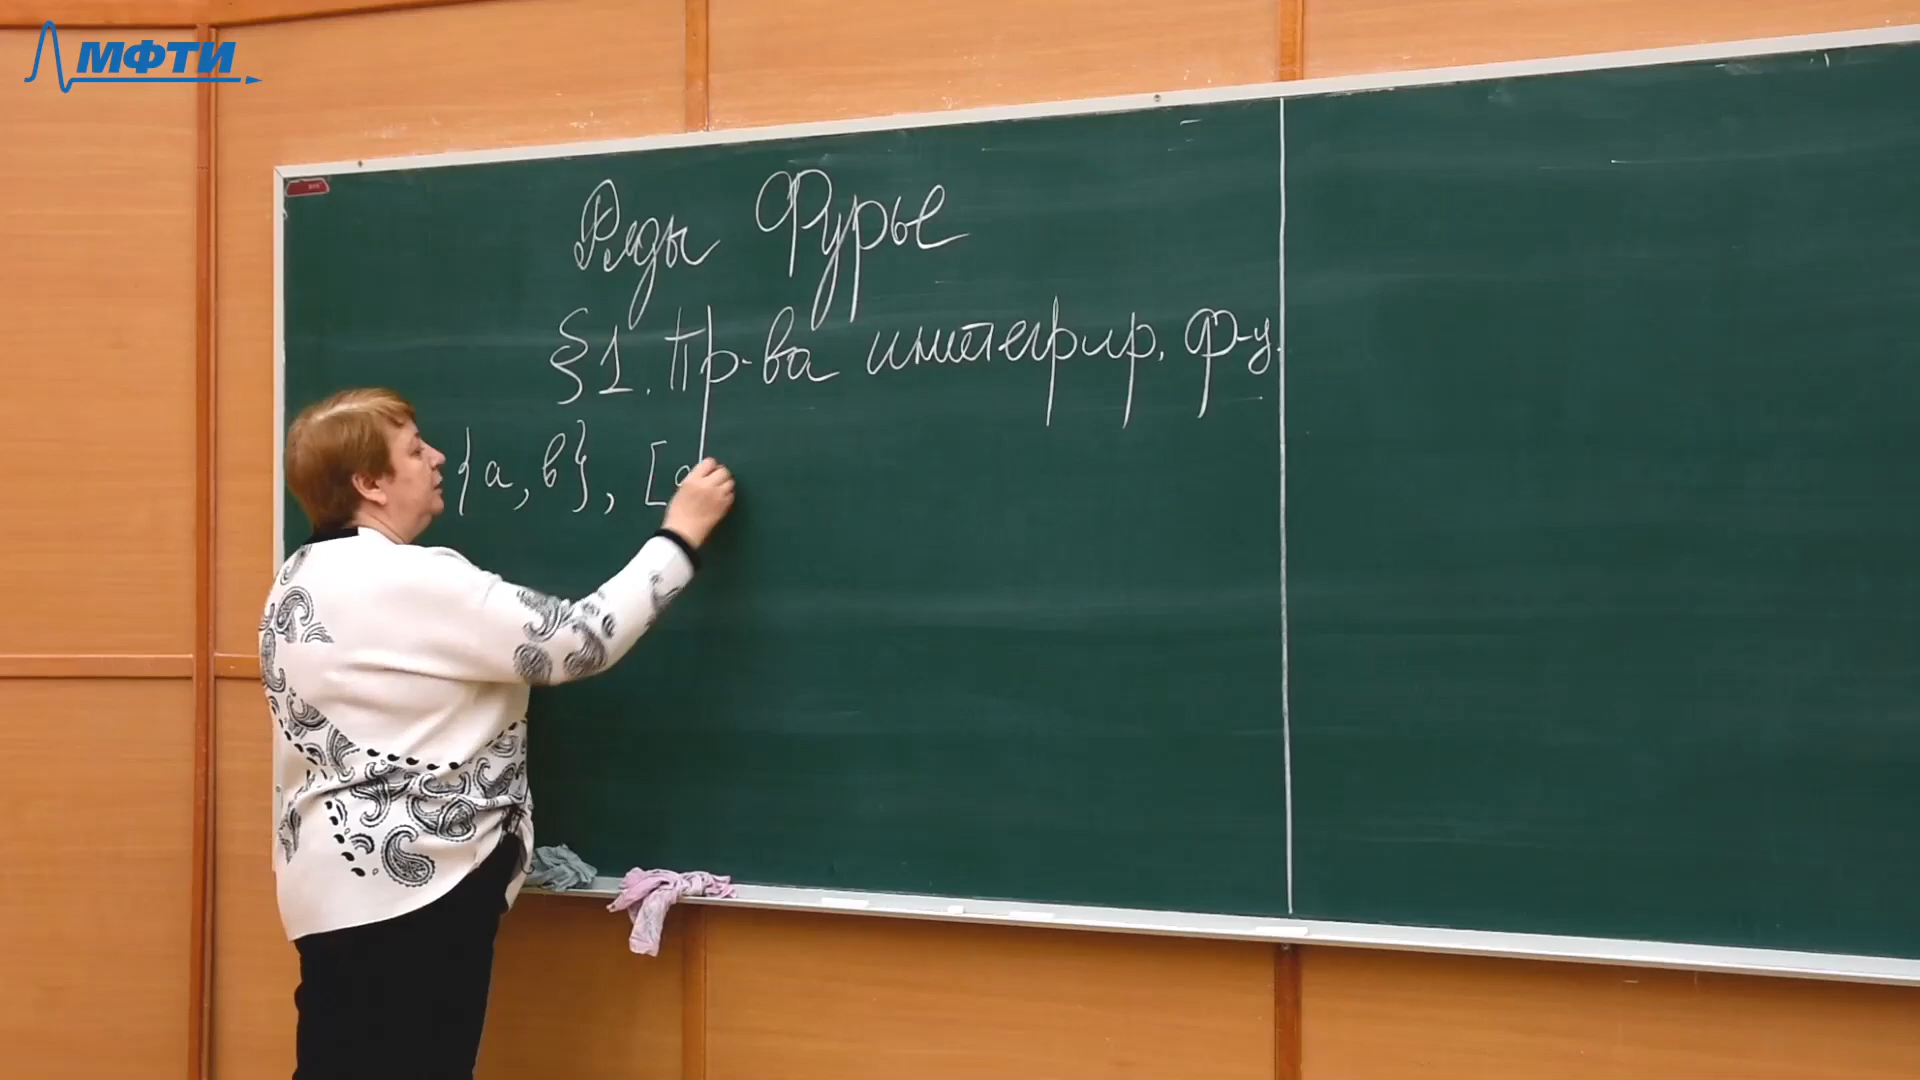 МФТИ
Ряды Фурье
§1. Пр-ва интегрир. ф-ц.
{a, b}, [a